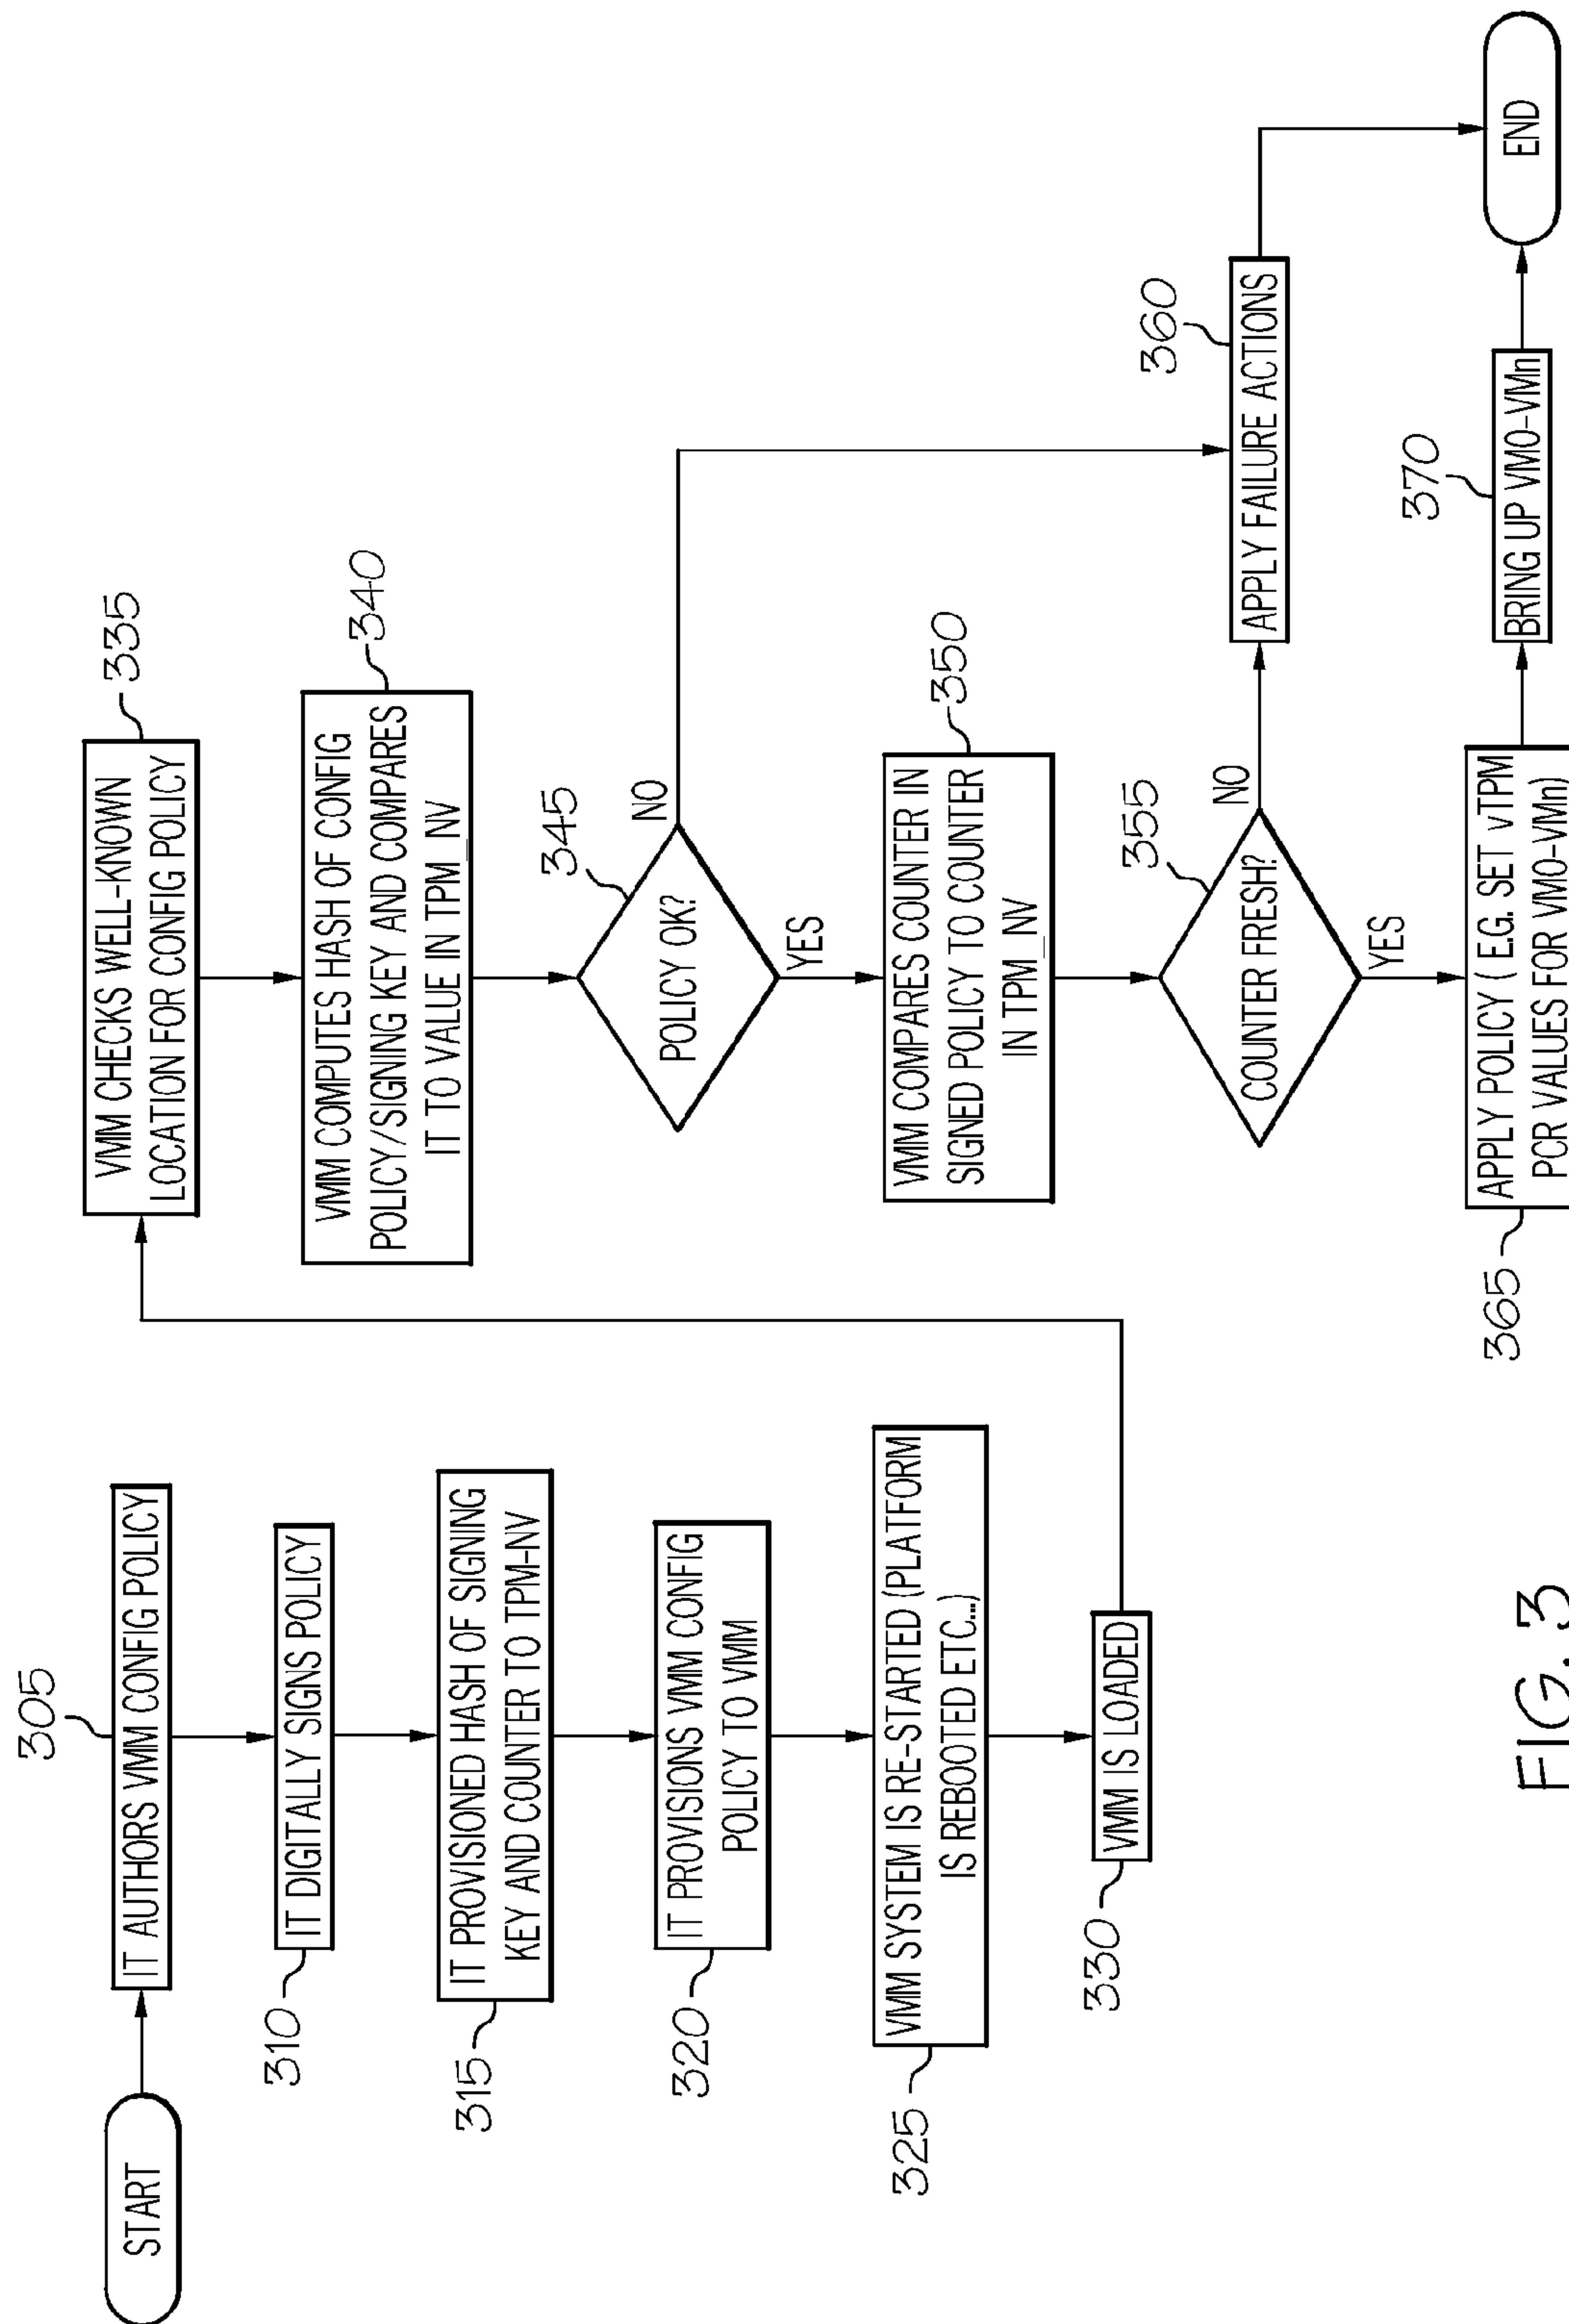 START
305
IT AUTHORS VMM CONFIG POLICY
310
IT DIGITALLY SIGNS POLICY
315
IT PROVISIONED HASH OF SIGNING
KEY AND COUNTER TO TPM-NV
320
IT PROVISIONS VMM CONFIG
POLICY TO VMM
325
VMM SYSTEM IS RE-STARTED (PLATFORM
IS REBOOTED ETC...)
330
VMM IS LOADED
335
VMM CHECKS WELL-KNOWN
LOCATION FOR CONFIG POLICY
340
VMM COMPUTES HASH OF CONFIG
POLICY/SIGNING KEY AND COMPARES
IT TO VALUE IN TPM_NV
345
POLICY OK?
NO
YES
350
VMM COMPARES COUNTER IN
SIGNED POLICY TO COUNTER
IN TPM_NV
355
COUNTER FRESH?
NO
YES
360
APPLY FAILURE ACTIONS
365
APPLY POLICY (E.G. SET vTPM
PCR VALUES FOR VM0-VMn)
370
BRING UP VM0-VMn
END
FIG. 3